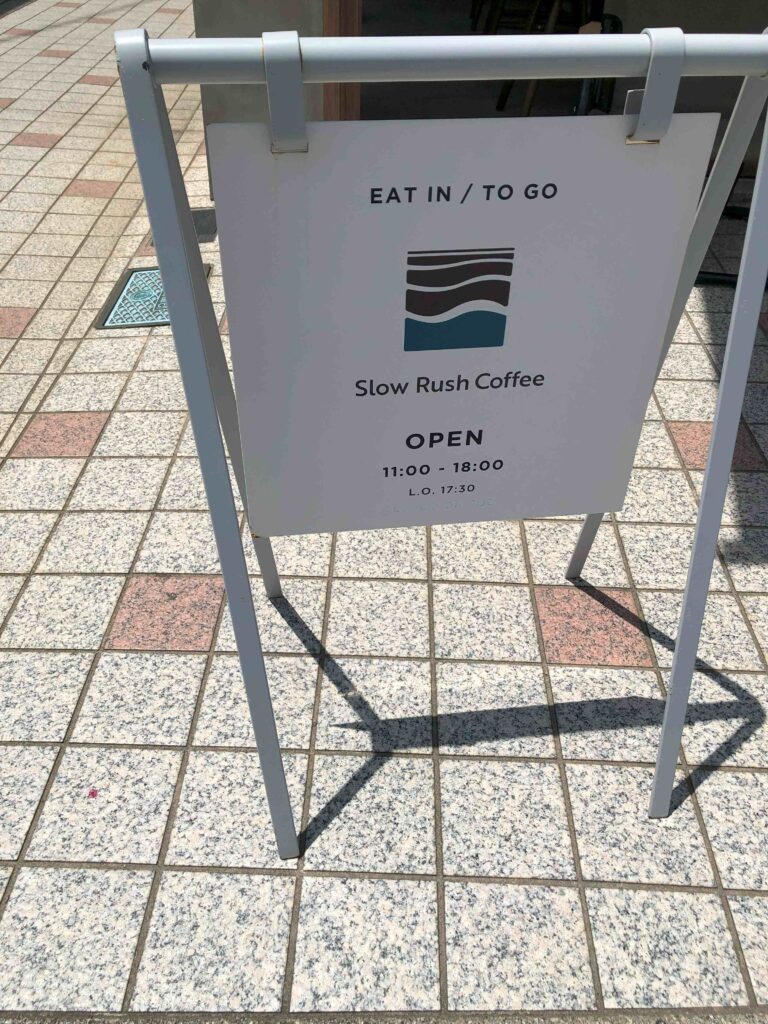 EAT IN / TO GO
Slow Rush Coffee
OPEN
11:00 - 18:00
L.O. 17:30